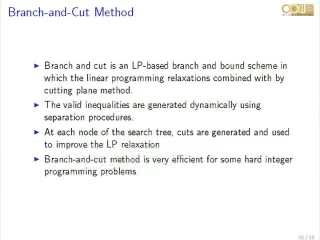 Branch-and-Cut Method
Branch and cut is an LP-based branch and bound scheme in
which the linear programming relaxations combined with by
cutting plane method.
The valid inequalities are generated dynamically using
separation procedures.
At each node of the search tree, cuts are generated and used
to improve the LP relaxation
Branch-and-cut method is very efficient for some hard integer
programming problems